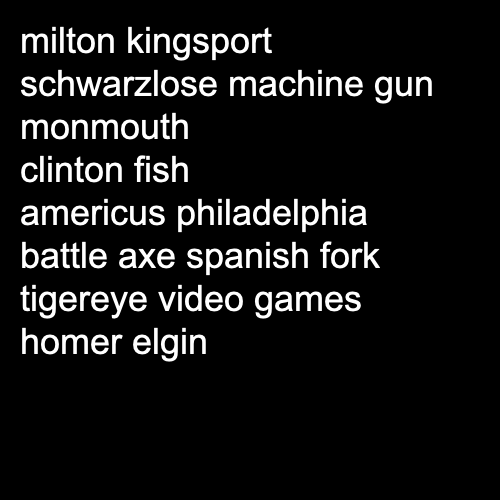 milton kingsport
schwarzlose machine gun
monmouth
clinton fish
americus philadelphia
battle axe spanish fork
tigereye video games
homer elgin